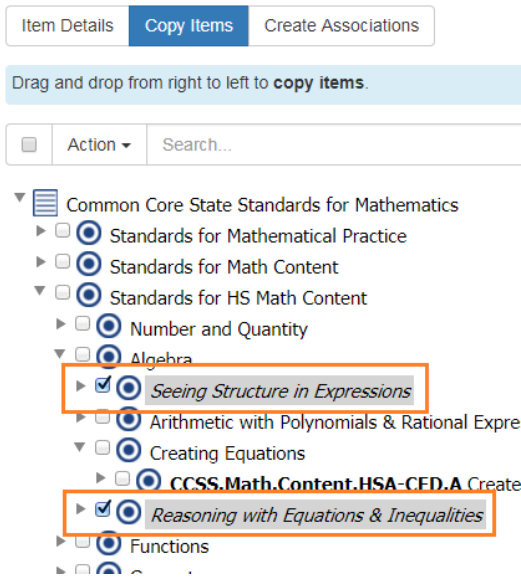 Item Details Copy Items Create Associations
Drag and drop from right to left to copy items.
Action Search...
Common Core State Standards for Mathematics
Standards for Mathematical Practice
Standards for Math Content
Standards for HS Math Content
Number and Quantity
Algebra
Seeing Structure in Expressions
Arithmetic with Polynomials & Rational Expre
Creating Equations
CCSS.Math.Content.HSA-CED.A Create
Reasoning with Equations & Inequalities
Functions